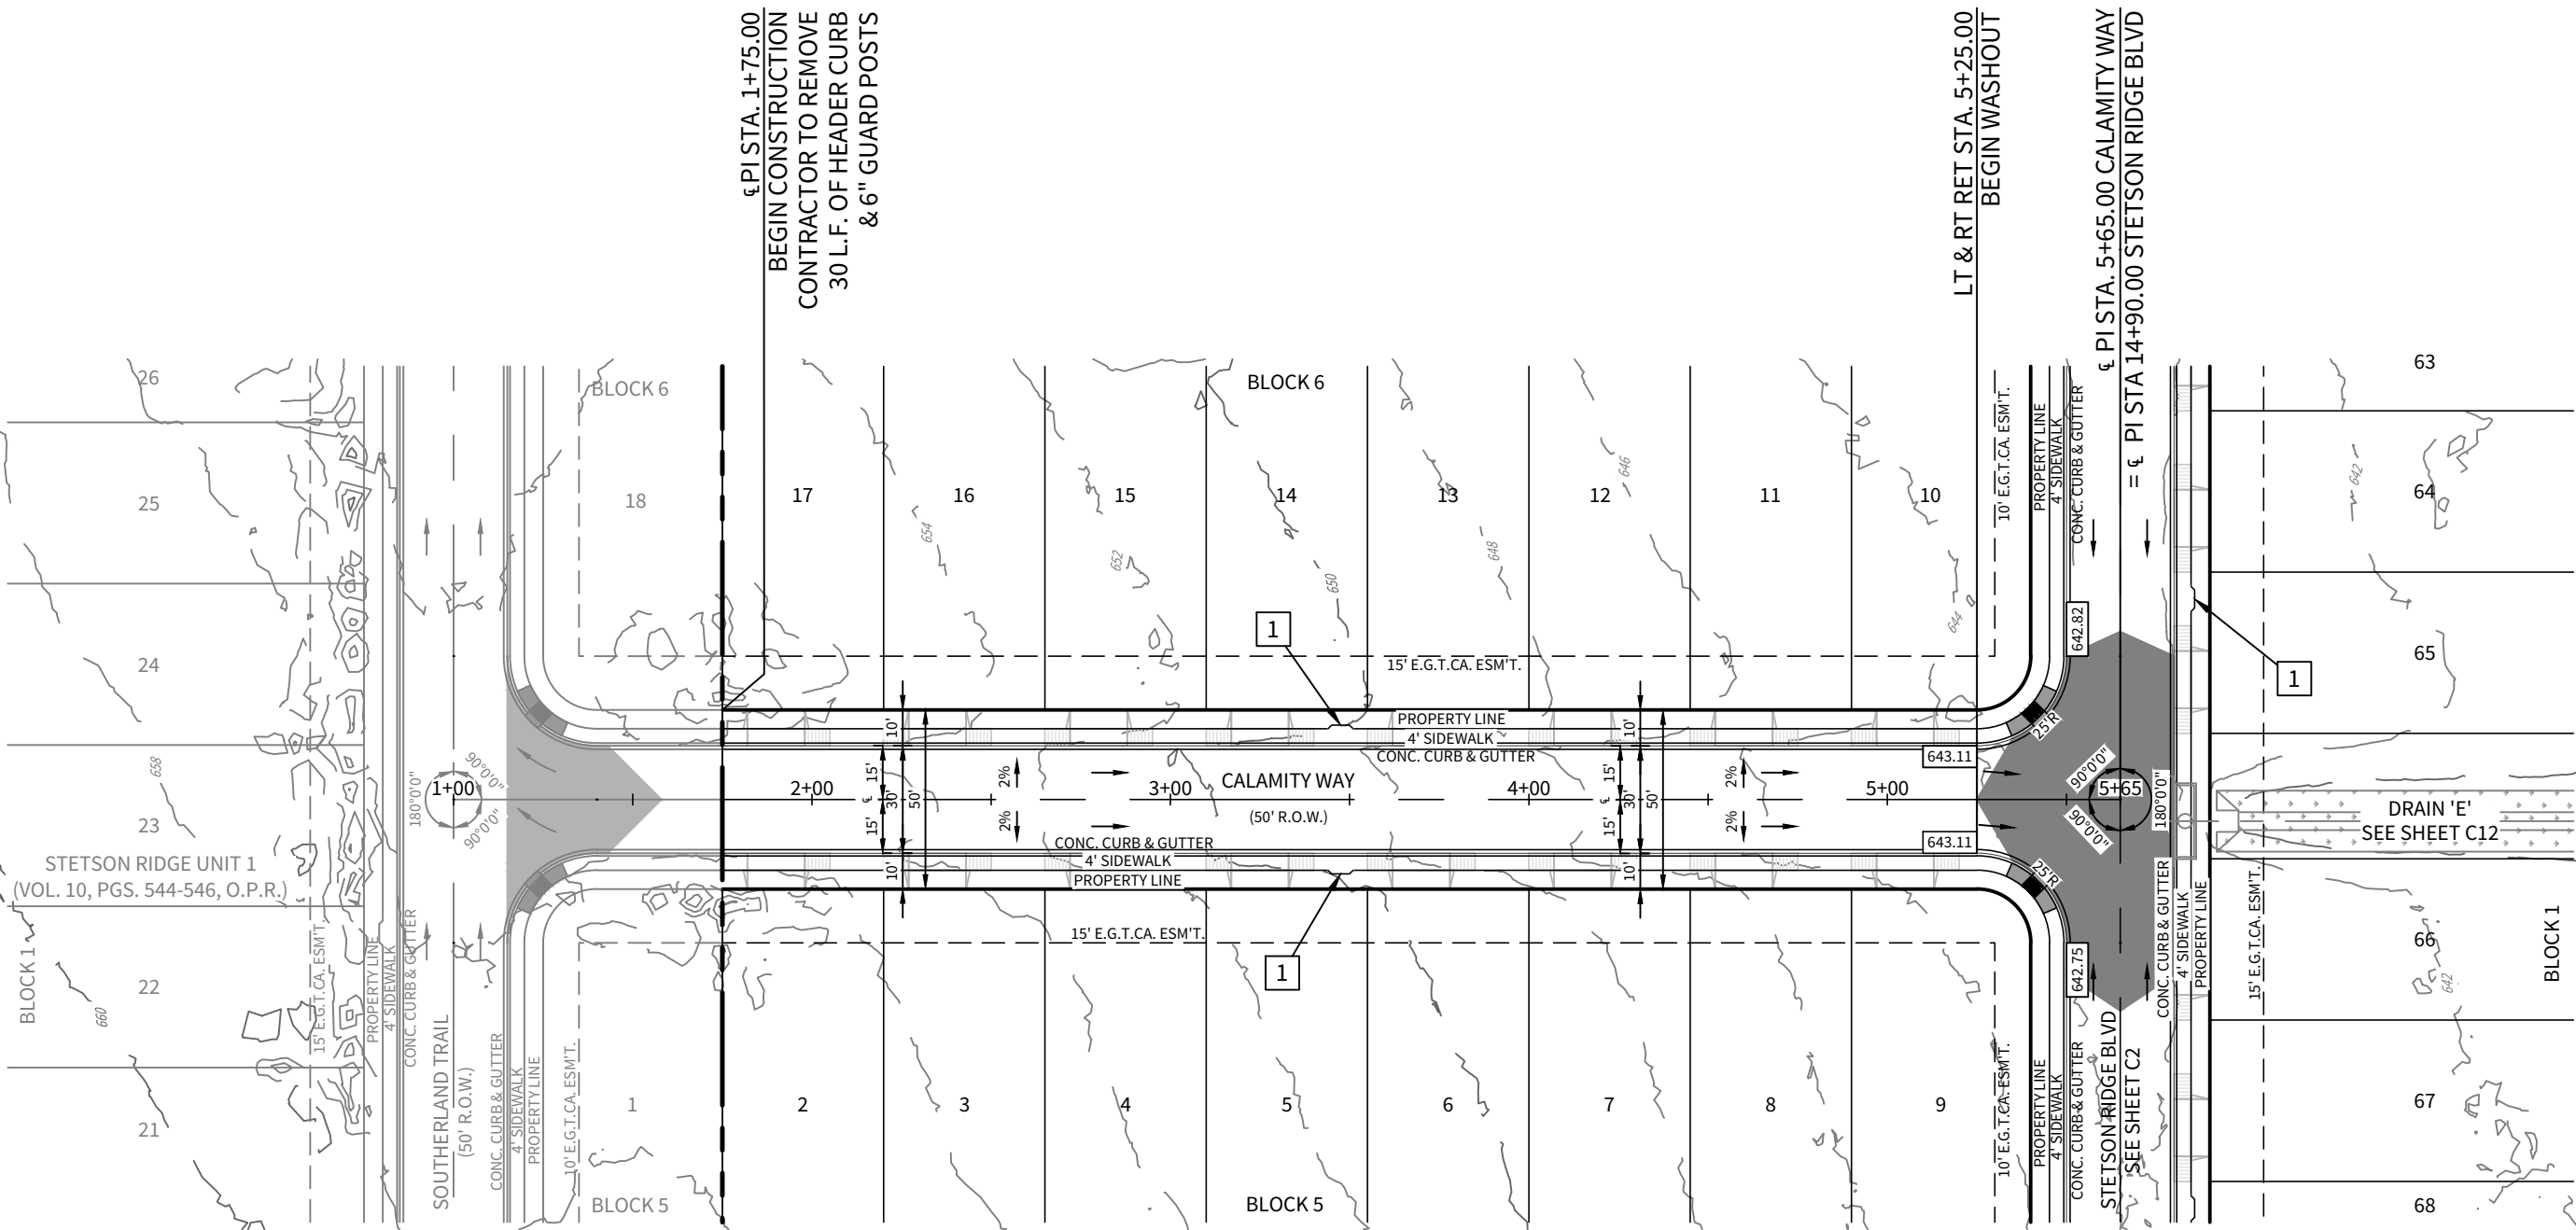 ℄ PI STA. 1+75.00
BEGIN CONSTRUCTION
CONTRACTOR TO REMOVE
30 L.F. OF HEADER CURB
& 6" GUARD POSTS
LT & RT RET STA. 5+25.00
BEGIN WASHOUT
℄ PI STA. 5+65.00 CALAMITY WAY
= ℄ PI STA 14+90.00 STETSON RIDGE BLVD
26
BLOCK 6
BLOCK 6
63
25
18
17
16
15
14
13
12
11
10
64
654
652
650
648
646
644
642
10' E.G.T.CA. ESM'T.
PROPERTY LINE
4' SIDEWALK
CONC. CURB & GUTTER
24
65
1
1
642.82
15' E.G.T.CA. ESM'T.
658
PROPERTY LINE
4' SIDEWALK
CONC. CURB & GUTTER
25'R
643.11
10'
10'
180°0'0"
90°0'0"
90°0'0"
1+00
2+00
3+00
CALAMITY WAY
(50' R.O.W.)
4+00
5+00
5+65
90°0'0"
90°0'0"
180°0'0"
15'
15'
℄
30'
50'
2%
2%
15'
15'
℄
30'
50'
2%
2%
DRAIN 'E'
SEE SHEET C12
23
STETSON RIDGE UNIT 1
(VOL. 10, PGS. 544-546, O.P.R.)
CONC. CURB & GUTTER
4' SIDEWALK
PROPERTY LINE
643.11
10'
10'
25'R
15' E.G.T.CA. ESM'T.
1
642.75
CONC. CURB & GUTTER
4' SIDEWALK
PROPERTY LINE
15' E.G.T.CA. ESM'T.
66
642
BLOCK 1
BLOCK 1
22
660
15' E.G.T.CA. ESM'T.
PROPERTY LINE
4' SIDEWALK
CONC. CURB & GUTTER
SOUTHERLAND TRAIL
(50' R.O.W.)
CONC. CURB & GUTTER
4' SIDEWALK
PROPERTY LINE
10' E.G.T.CA. ESM'T.
21
1
2
3
4
5
6
7
8
9
67
10' E.G.T.CA. ESM'T.
PROPERTY LINE
4' SIDEWALK
CONC. CURB & GUTTER
STETSON RIDGE BLVD
SEE SHEET C2
BLOCK 5
BLOCK 5
68